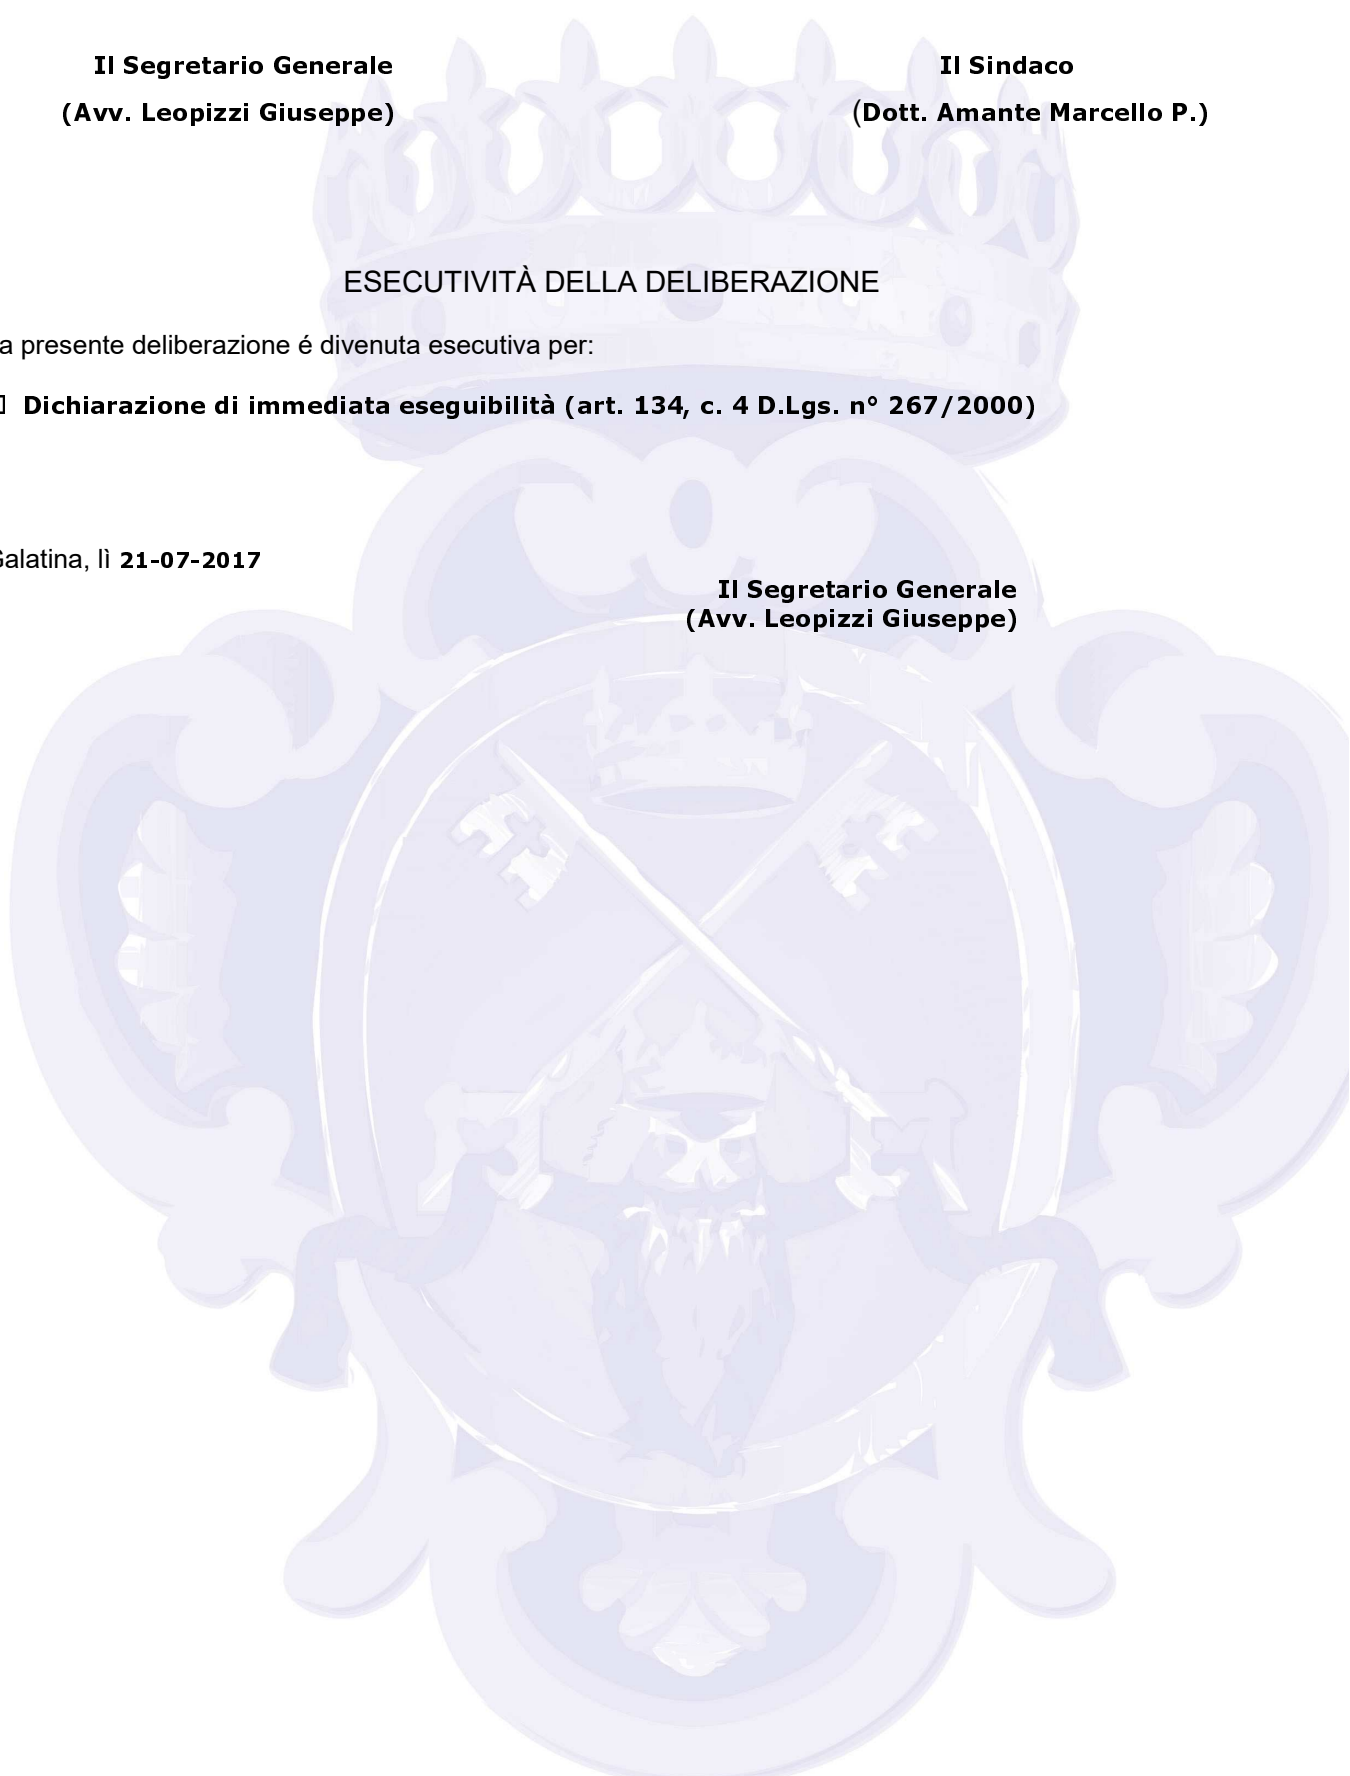 Il Segretario Generale Il Sindaco
(Avv. Leopizzi Giuseppe) (Dott. Amante Marcello P.)
ESECUTIVITÀ DELLA DELIBERAZIONE
a presente deliberazione é divenuta esecutiva per:
Dichiarazione di immediata eseguibilità (art. 134, c. 4 D.Lgs. n° 267/2000)
Galatina, lì 21-07-2017
Il Segretario Generale
(Avv. Leopizzi Giuseppe)